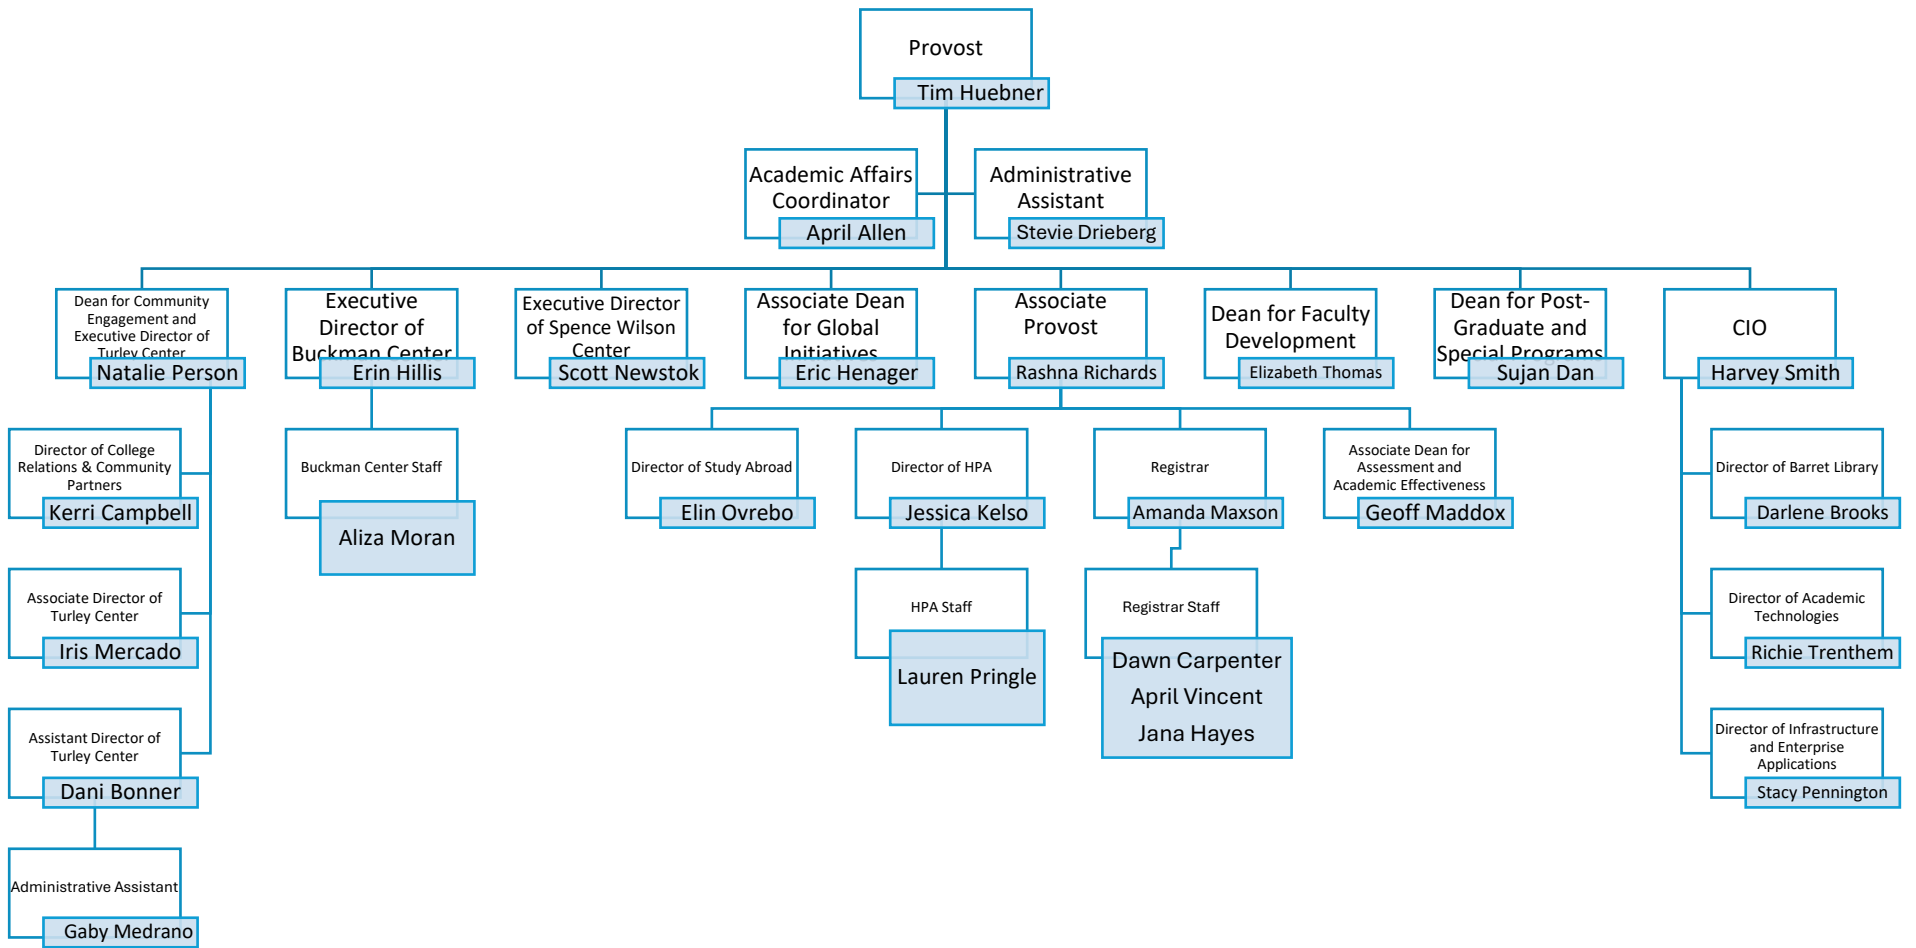 Provost
Tim Huebner
Academic Affairs
Coordinator
April Allen
Administrative
Assistant
Stevie Drieberg
Dean for Community
Engagement and
Executive Director of
Turley Center
Natalie Person
Executive
Director of
Buckman Center
Erin Hillis
Executive Director
of Spence Wilson
Center
Scott Newstok
Associate Dean
for Global
Initiatives
Eric Henager
Associate
Provost
Rashna Richards
Dean for Faculty
Development
Elizabeth Thomas
Dean for Post-
Graduate and
Special Programs
Sujan Dan
CIO
Harvey Smith
Director of College
Relations & Community
Partners
Kerri Campbell
Buckman Center Staff
Aliza Moran
Director of Study Abroad
Elin Ovrebo
Director of HPA
Jessica Kelso
Registrar
Amanda Maxson
Associate Dean for
Assessment and
Academic Effectiveness
Geoff Maddox
Director of Barret Library
Darlene Brooks
Associate Director of
Turley Center
Iris Mercado
HPA Staff
Lauren Pringle
Registrar Staff
Dawn Carpenter
April Vincent
Jana Hayes
Director of Academic
Technologies
Richie Trenthem
Assistant Director of
Turley Center
Dani Bonner
Director of Infrastructure
and Enterprise
Applications
Stacy Pennington
Administrative Assistant
Gaby Medrano